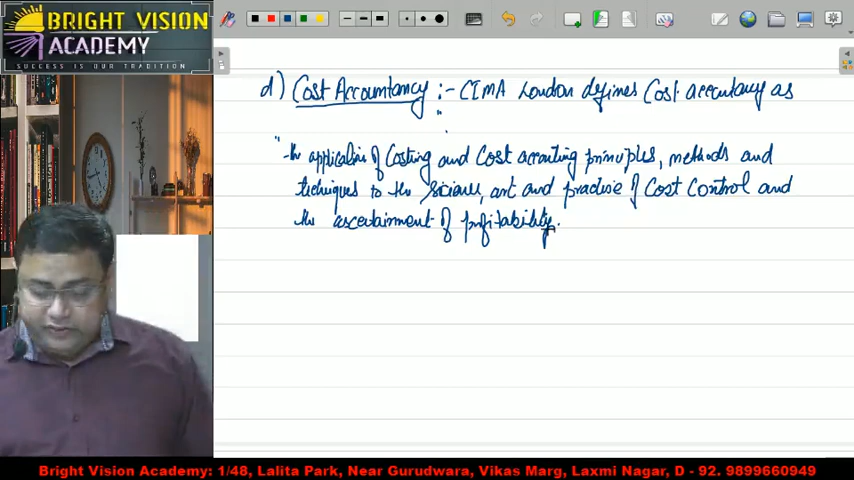 BRIGHT VISION
ACADEMY
SUCCESS IS OUR TRADITION
d) Cost Accountancy :- CIMA London defines Cost accountancy as
"the application of Costing and Cost accounting principles, methods and
techniques to the science, art and practise of Cost Control and
the ascertainment of profitability.
Bright Vision Academy: 1/48, Lalita Park, Near Gurudwara, Vikas Marg, Laxmi Nagar, D - 92. 9899660949